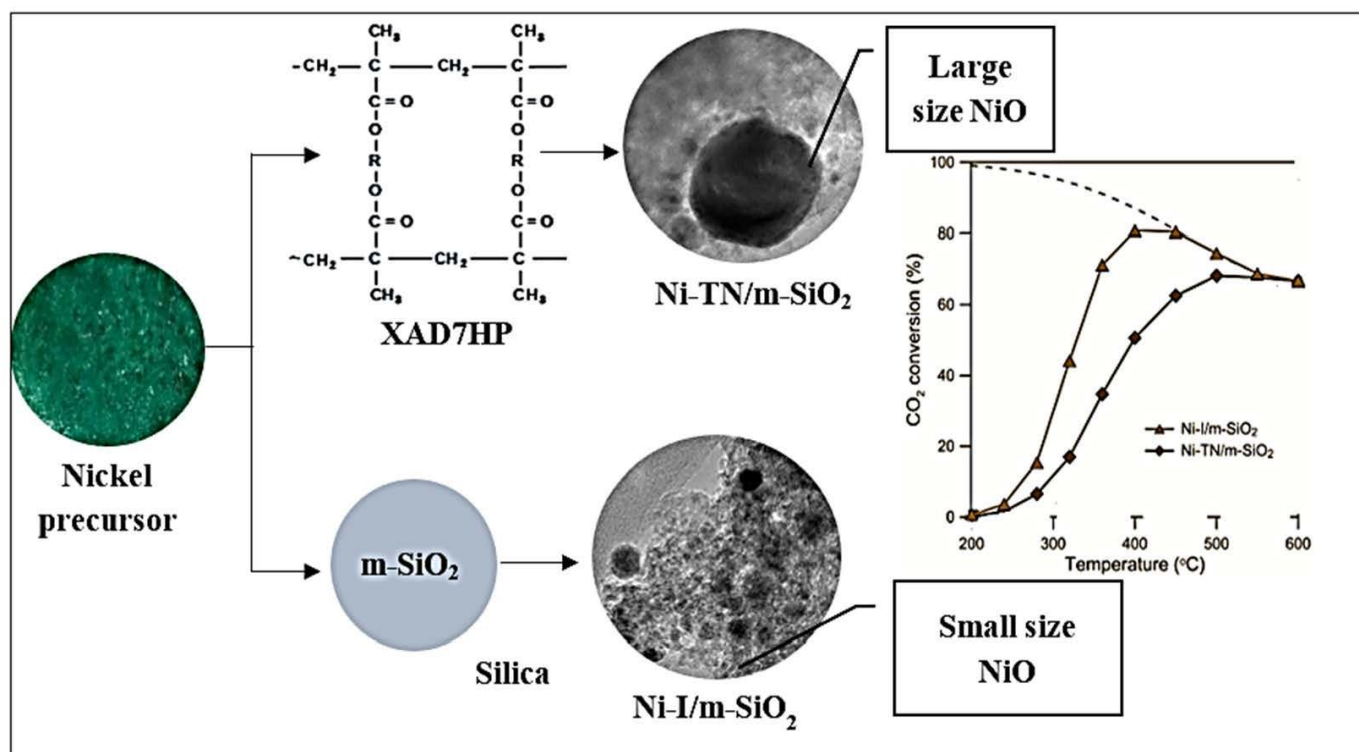 CH₃ CH₃
-CH₂ — C — CH₂ — C —
C=O C=O
O O
R R
O O
C=O C=O
~CH₂ — C — CH₂ — C —
CH₃ CH₃
XAD7HP
Large
size NiO
Ni-TN/m-SiO₂
Nickel
precursor
m-SiO₂
Silica
Ni-I/m-SiO₂
Small size
NiO
CO₂ conversion (%)
100
80
60
40
20
0
Ni-I/m-SiO₂
Ni-TN/m-SiO₂
200 300 400 500 600
Temperature (°C)